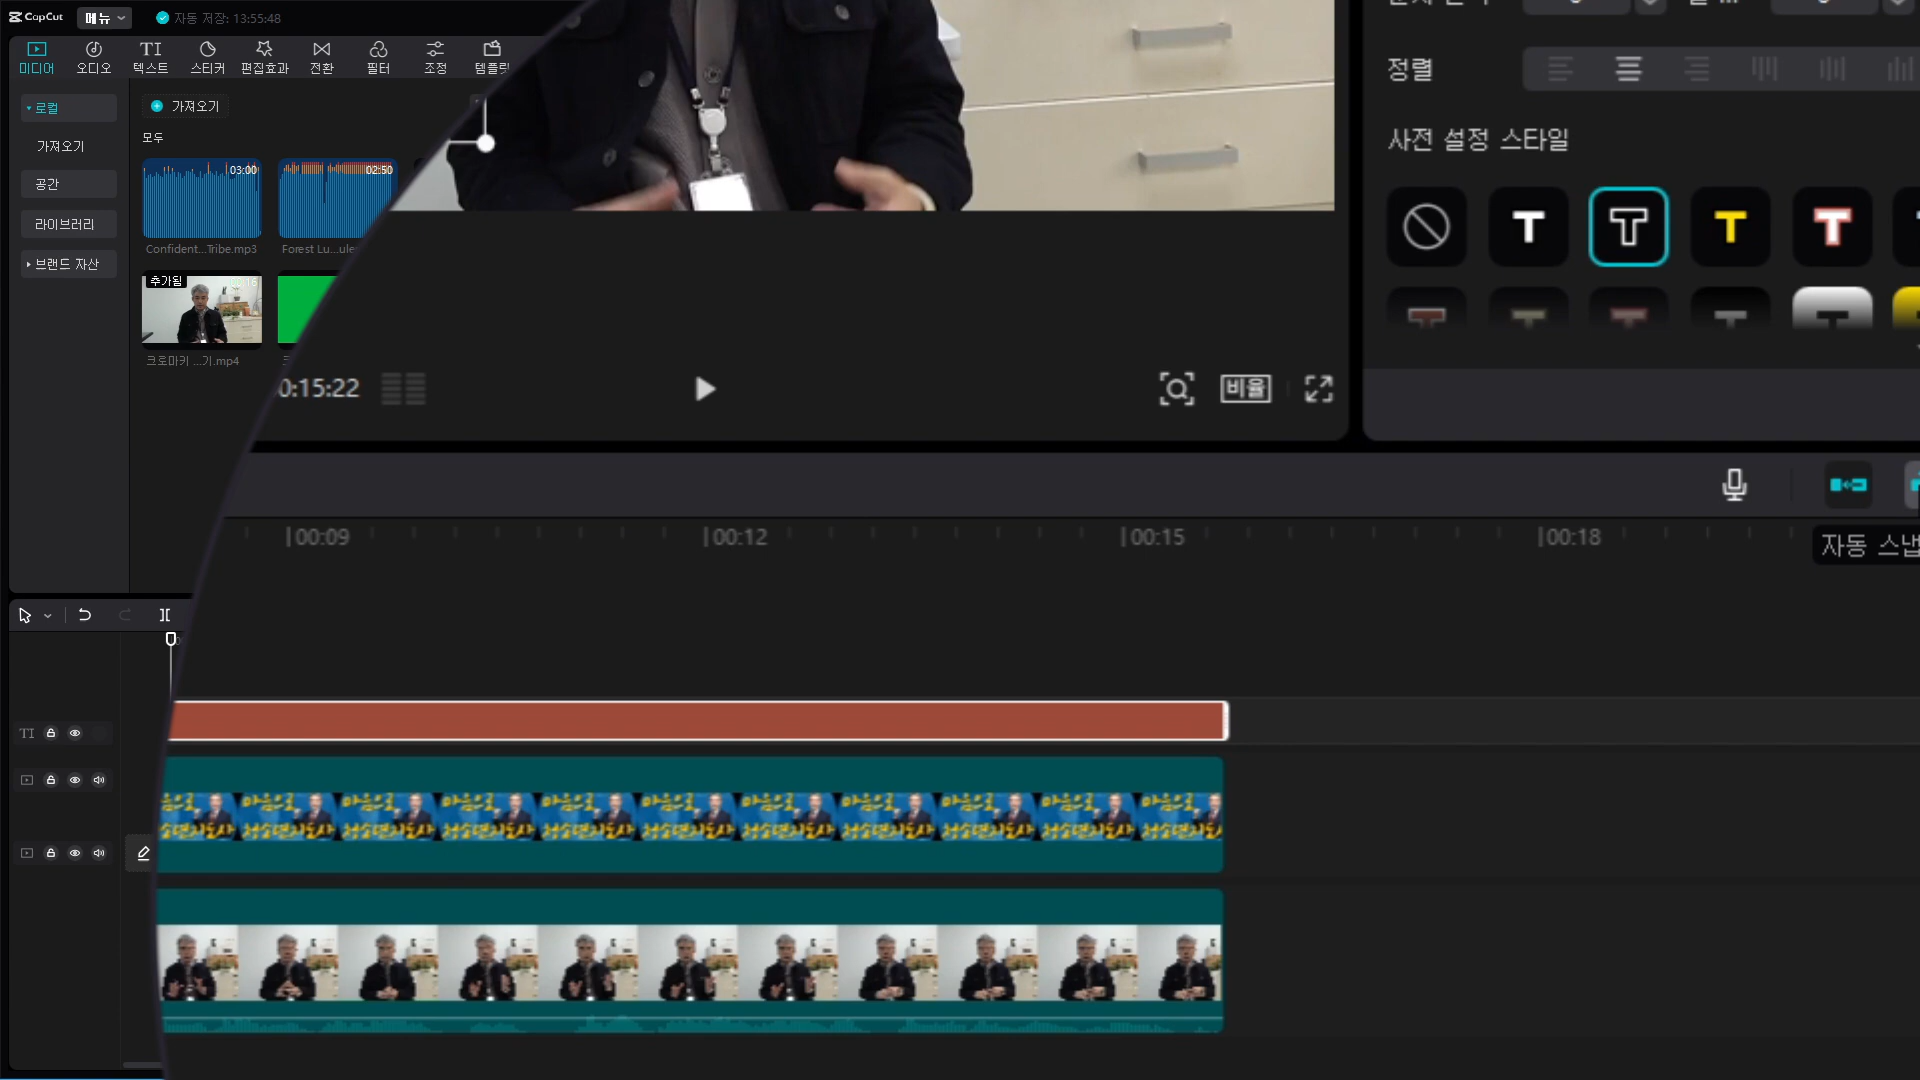 CapCut
메뉴
자동 저장: 13:55:48
미디어
오디오
텍스트
스티커
편집효과
전환
필터
조정
템플릿
로컬
가져오기
공간
라이브러리
브랜드 자산
가져오기
모두
03:00
02:50
Confident...Tribe.mp3
Forest Lu...ule
추가됨
크로마키 ...기.mp4
정렬
사전 설정 스타일
T
T
T
T
0:15:22
비율
00:09
00:12
00:15
00:18
자동 스냅
TI